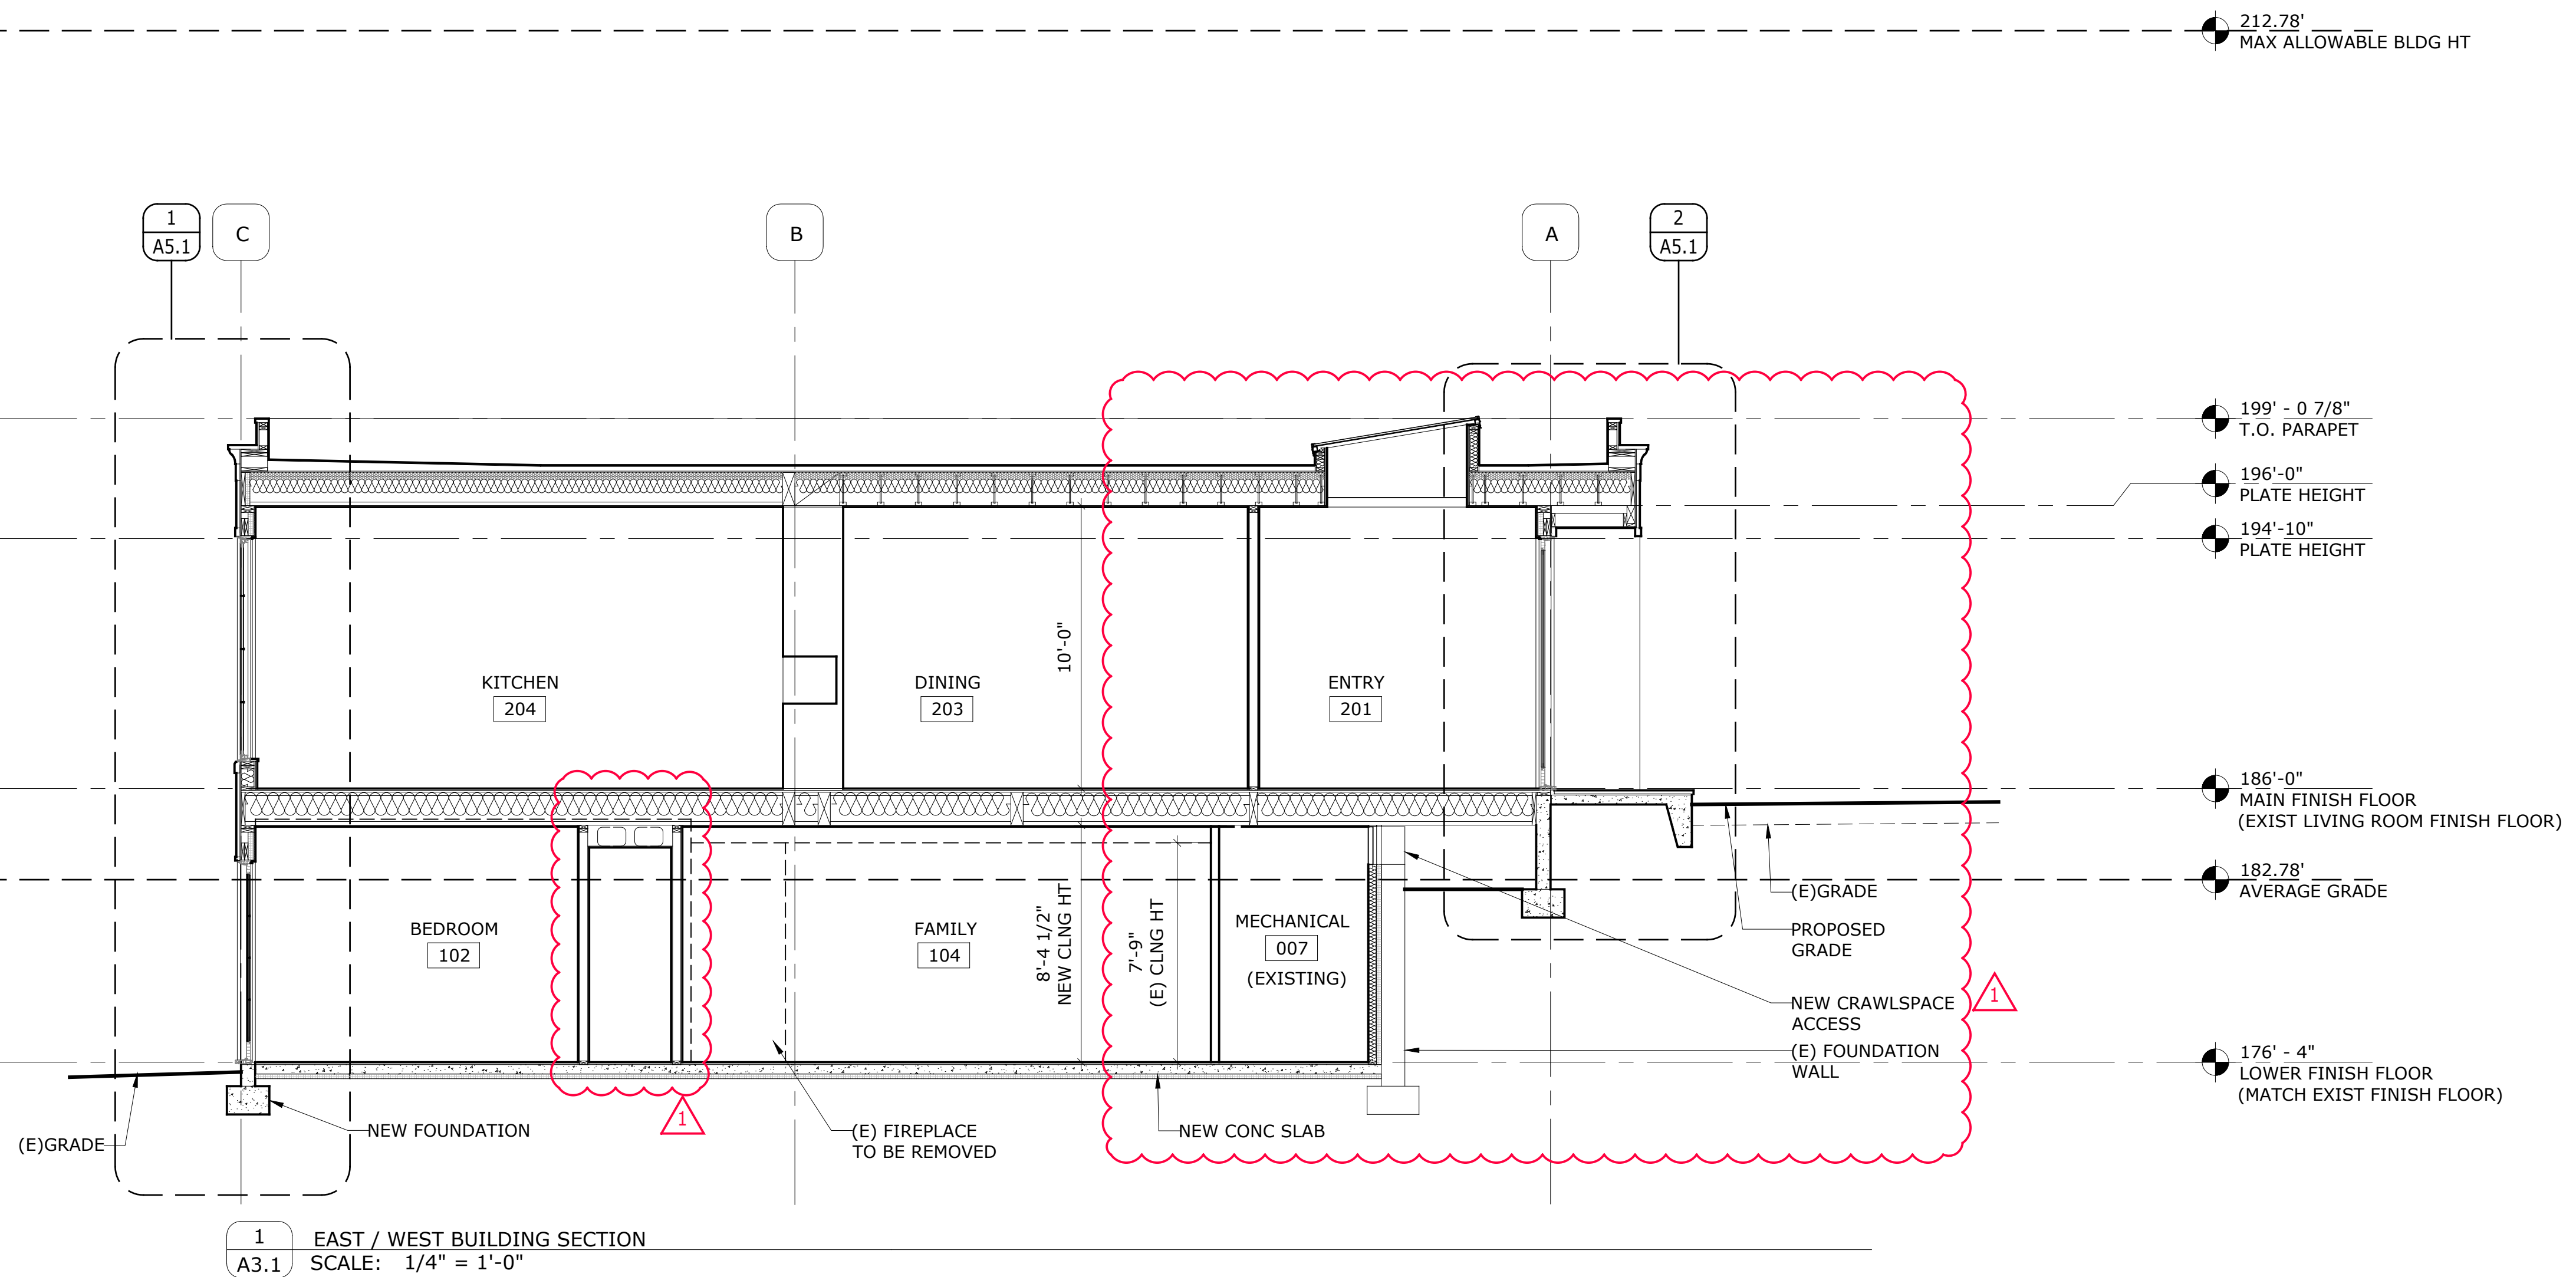 212.78'
MAX ALLOWABLE BLDG HT
1
A5.1
C
B
A
2
A5.1
199' - 0 7/8"
T.O. PARAPET
196'-0"
PLATE HEIGHT
194'-10"
PLATE HEIGHT
10'-0"
KITCHEN
204
DINING
203
ENTRY
201
186'-0"
MAIN FINISH FLOOR
(EXIST LIVING ROOM FINISH FLOOR)
182.78'
AVERAGE GRADE
(E)GRADE
PROPOSED
GRADE
BEDROOM
102
FAMILY
104
8'-4 1/2"
NEW CLNG HT
7'-9"
(E) CLNG HT
MECHANICAL
007
(EXISTING)
NEW CRAWLSPACE
ACCESS
1
(E) FOUNDATION
WALL
176' - 4"
LOWER FINISH FLOOR
(MATCH EXIST FINISH FLOOR)
(E)GRADE
NEW FOUNDATION
1
(E) FIREPLACE
TO BE REMOVED
NEW CONC SLAB
1
A3.1
EAST / WEST BUILDING SECTION
SCALE: 1/4" = 1'-0"